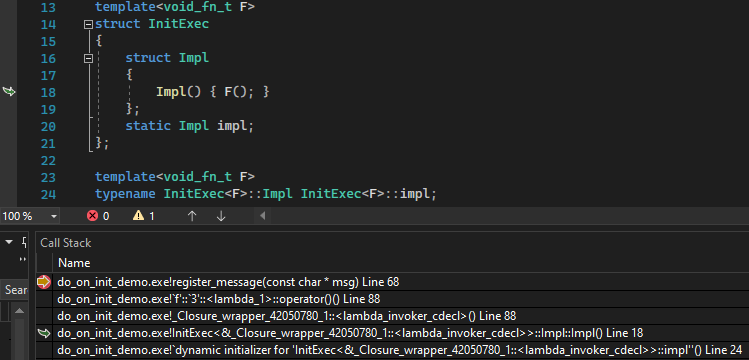 13 template<void_fn_t F>
14 struct InitExec
15 {
16 struct Impl
17 {
18 Impl() { F(); }
19 };
20 static Impl impl;
21 };
22
23 template<void_fn_t F>
24 typename InitExec<F>::Impl InitExec<F>::impl;
100 % 0 1
Call Stack
Name
Sear
do_on_init_demo.exe!register_message(const char * msg) Line 68
do_on_init_demo.exe!`f'::`3'::<lambda_1>::operator()() Line 88
do_on_init_demo.exe!_Closure_wrapper_42050780_1::<lambda_invoker_cdecl>() Line 88
do_on_init_demo.exe!InitExec<&_Closure_wrapper_42050780_1::<lambda_invoker_cdecl>>::Impl::Impl() Line 18
do_on_init_demo.exe!`dynamic initializer for 'InitExec<&_Closure_wrapper_42050780_1::<lambda_invoker_cdecl>>::impl''() Line 24